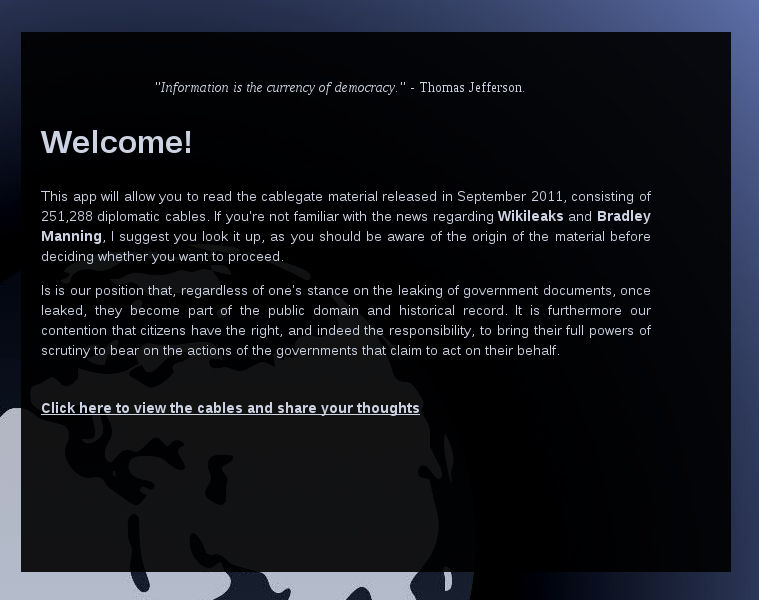 "Information is the currency of democracy." - Thomas Jefferson.
Welcome!
This app will allow you to read the cablegate material released in September 2011, consisting of
251,288 diplomatic cables. If you're not familiar with the news regarding Wikileaks and Bradley
Manning, I suggest you look it up, as you should be aware of the origin of the material before
deciding whether you want to proceed.
Is is our position that, regardless of one's stance on the leaking of government documents, once
leaked, they become part of the public domain and historical record. It is furthermore our
contention that citizens have the right, and indeed the responsibility, to bring their full powers of
scrutiny to bear on the actions of the governments that claim to act on their behalf.
Click here to view the cables and share your thoughts